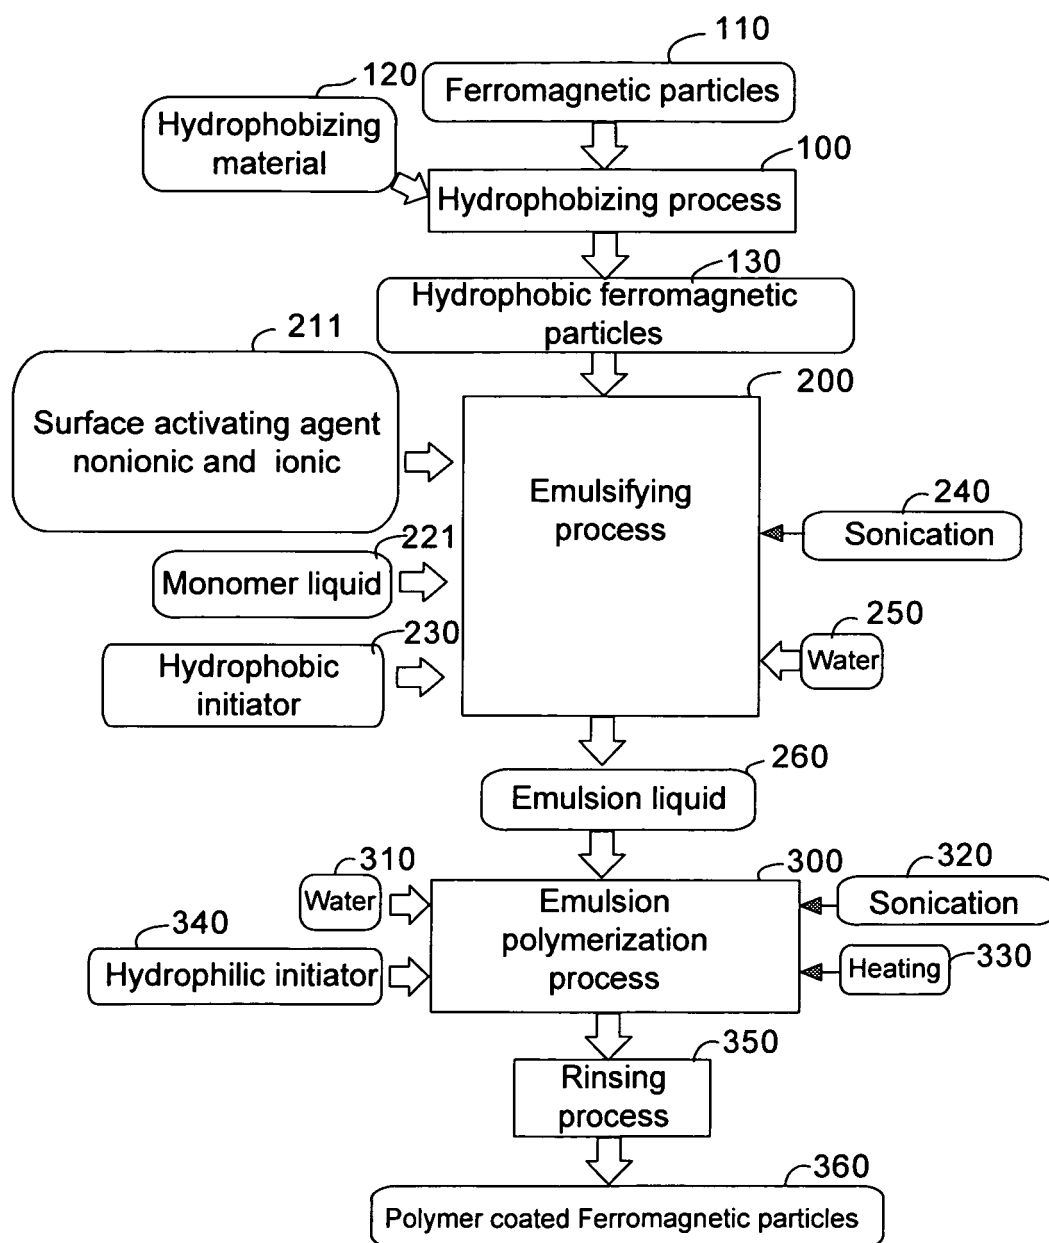 110
120
Ferromagnetic particles
Hydrophobizing
material
100
Hydrophobizing process
130
Hydrophobic ferromagnetic
particles
211
200
Surface activating agent
nonionic and ionic
Emulsifying
process
240
Sonication
221
Monomer liquid
250
Water
230
Hydrophobic
initiator
260
Emulsion liquid
310
Water
300
320
Emulsion
polymerization
process
Sonication
340
Hydrophilic initiator
Heating
330
350
Rinsing
process
360
Polymer coated Ferromagnetic particles